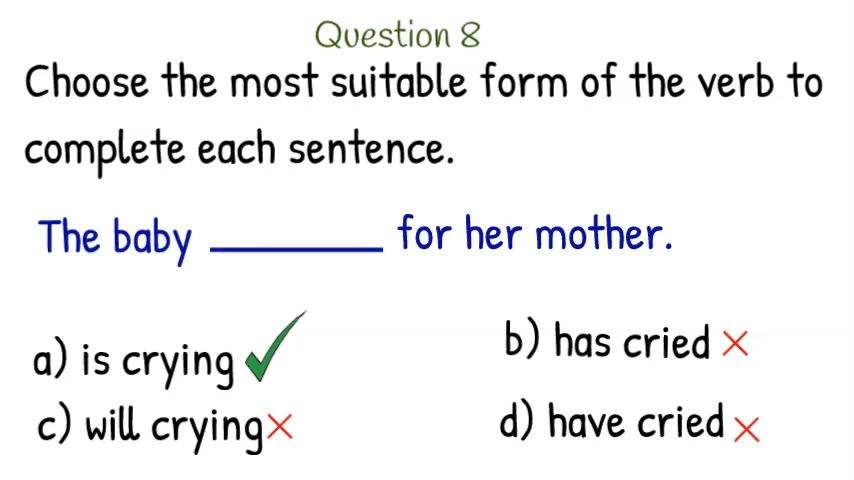 Question 8
Choose the most suitable form of the verb to
complete each sentence.
The baby ________ for her mother.
a) is crying
b) has cried
c) will crying
d) have cried